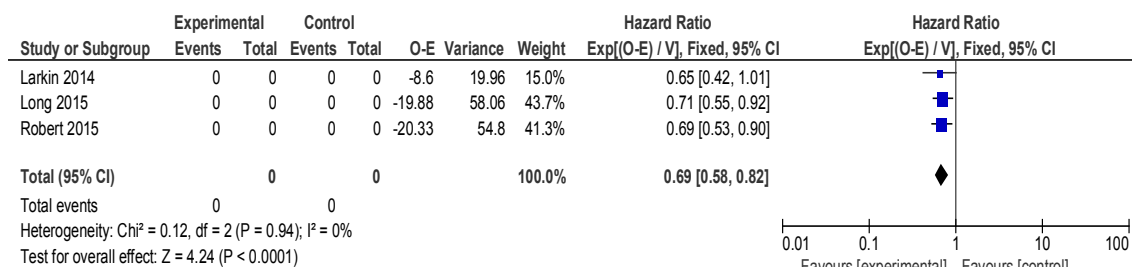 Experimental Control Hazard Ratio Hazard Ratio
Study or Subgroup Events Total Events Total O-E Variance Weight Exp[(O-E) / V], Fixed, 95% CI Exp[(O-E) / V], Fixed, 95% CI
Larkin 2014 0 0 0 0 -8.6 19.96 15.0% 0.65 [0.42, 1.01]
Long 2015 0 0 0 0 -19.88 58.06 43.7% 0.71 [0.55, 0.92]
Robert 2015 0 0 0 0 -20.33 54.8 41.3% 0.69 [0.53, 0.90]
Total (95% CI) 0 0 100.0% 0.69 [0.58, 0.82]
Total events 0 0
Heterogeneity: Chi² = 0.12, df = 2 (P = 0.94); I² = 0%
Test for overall effect: Z = 4.24 (P < 0.0001)
0.01 0.1 1 10 100
Favours [experimental] Favours [control]